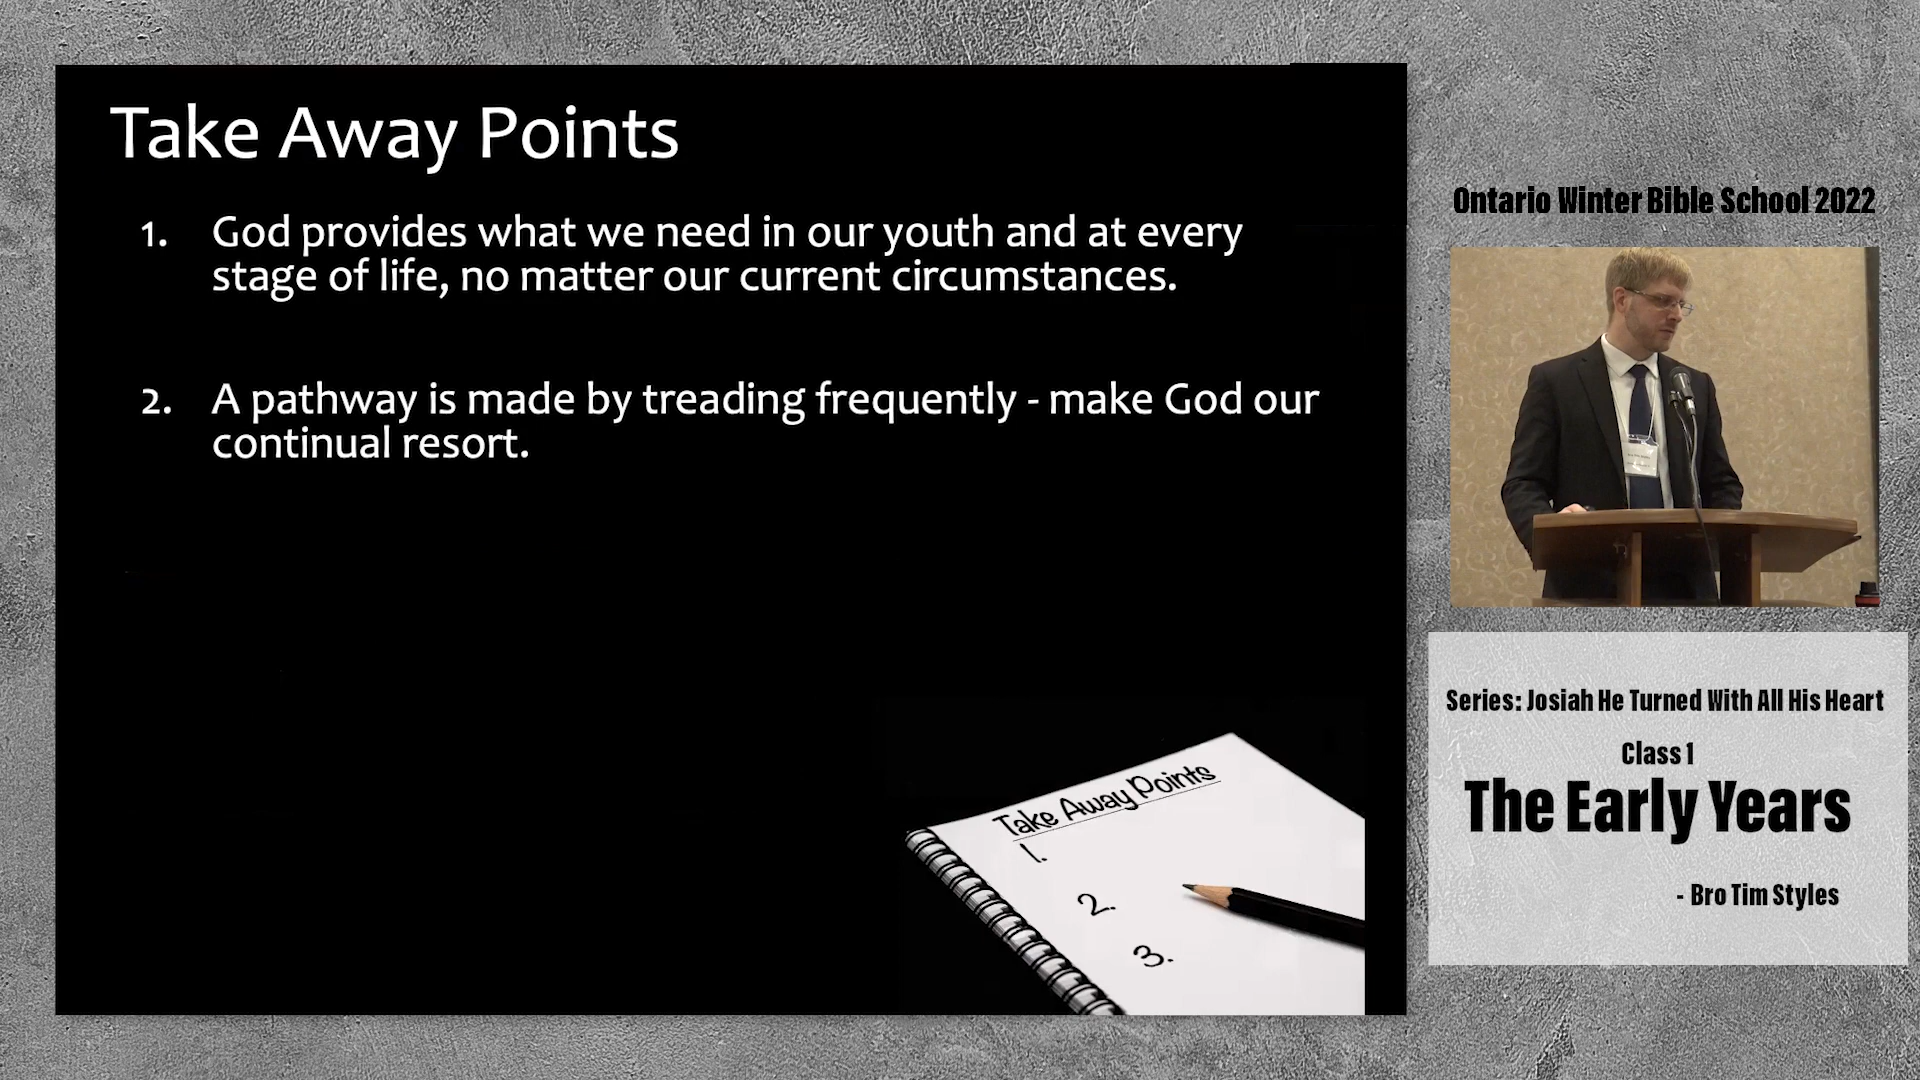 Take Away Points
1. God provides what we need in our youth and at every
stage of life, no matter our current circumstances.
2. A pathway is made by treading frequently - make God our
continual resort.
Take Away Points
1.
2.
3.
Ontario Winter Bible School 2022
Series: Josiah He Turned With All His Heart
Class 1
The Early Years
- Bro Tim Styles